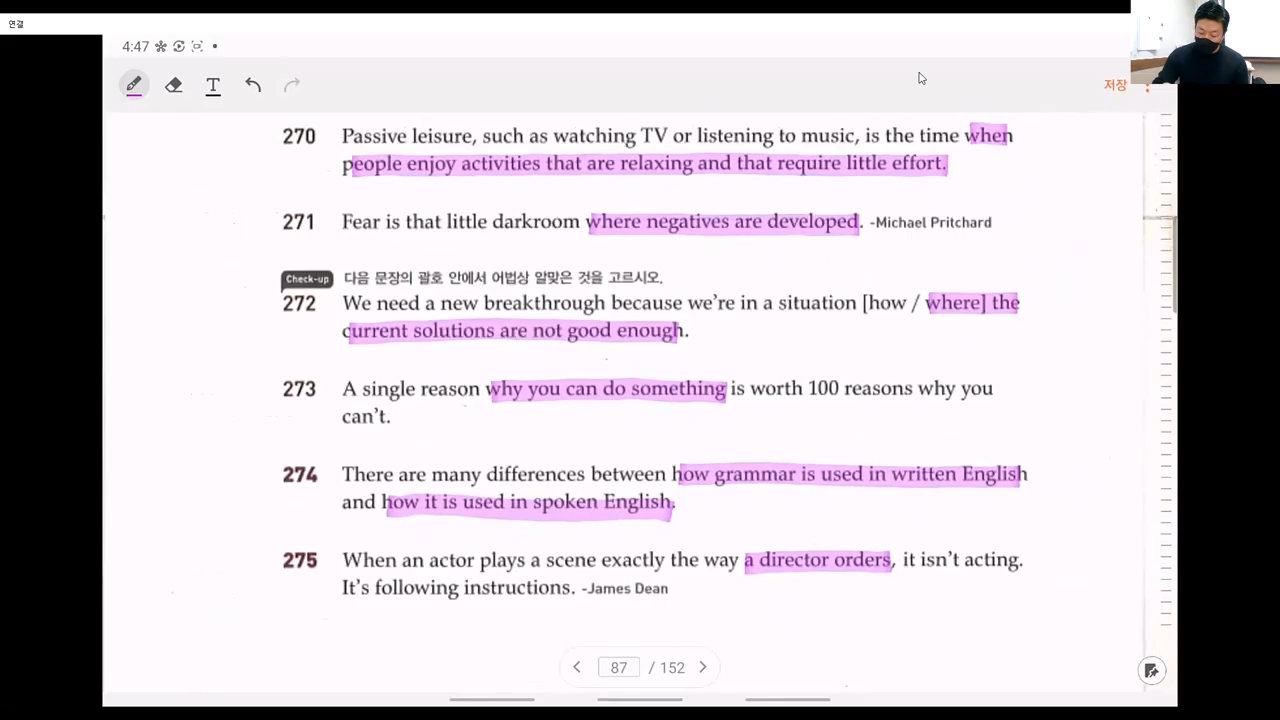 연결
4:47
T
저장
270 Passive leisure, such as watching TV or listening to music, is the time when
people enjoy activities that are relaxing and that require little effort.
271 Fear is that little darkroom where negatives are developed. -Michael Pritchard
Check-up 다음 문장의 괄호 안에서 어법상 알맞은 것을 고르시오.
272 We need a new breakthrough because we're in a situation [how / where] the
current solutions are not good enough.
273 A single reason why you can do something is worth 100 reasons why you
can't.
274 There are many differences between how grammar is used in written English
and how it is used in spoken English.
275 When an actor plays a scene exactly the way a director orders, it isn't acting.
It's following instructions. -James Dean
87 / 152